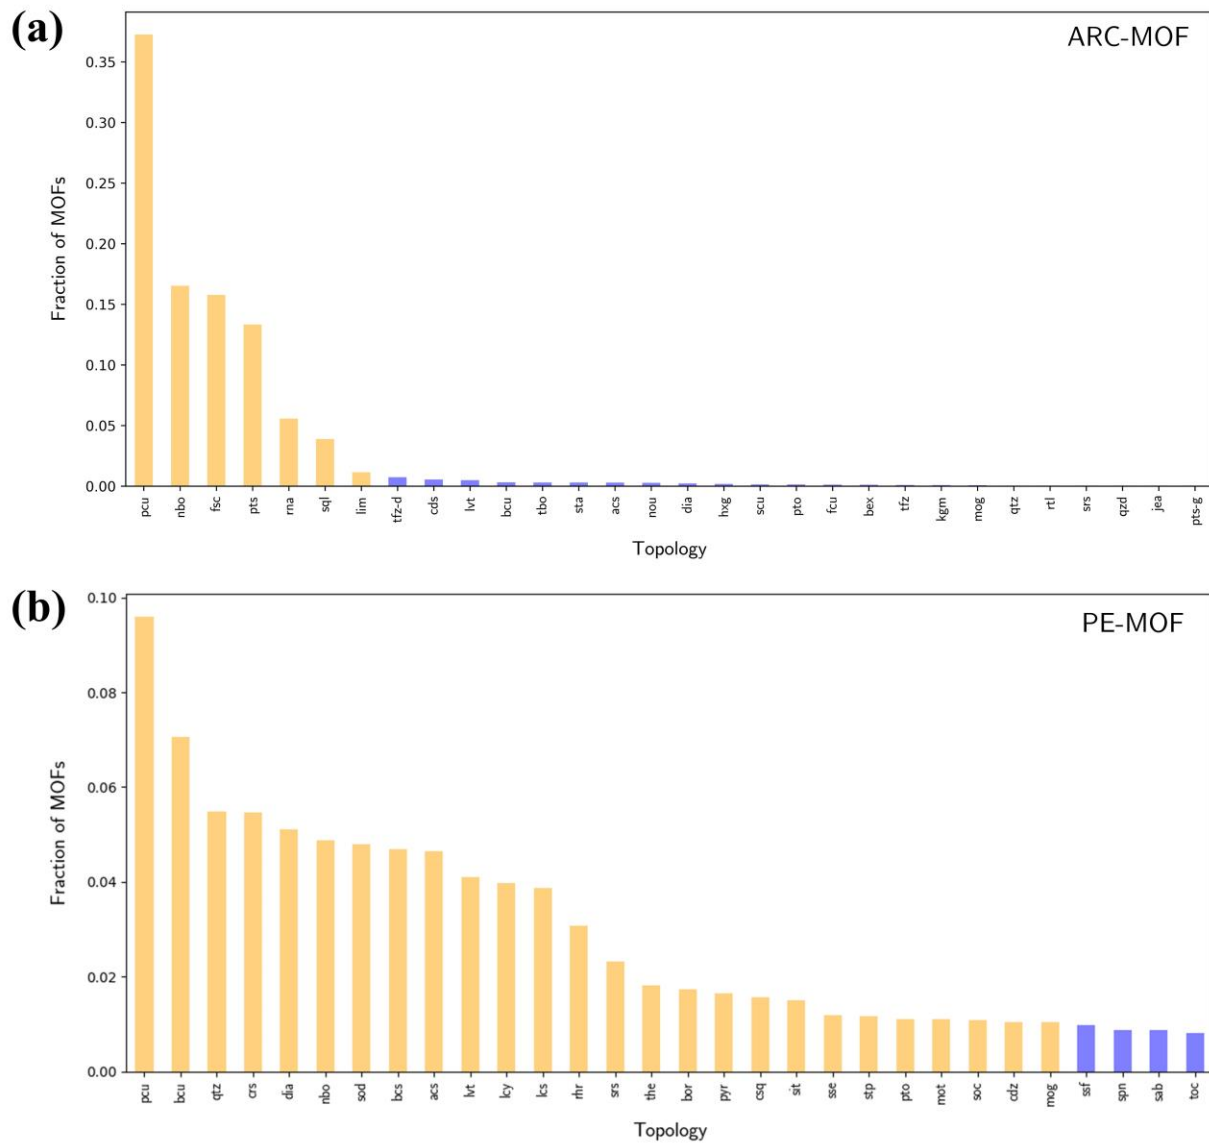 (a)
ARC-MOF
Fraction of MOFs
0.35
0.30
0.25
0.20
0.15
0.10
0.05
0.00
pcu nbo fsc pts rna sql lim tfz-d cds lvt bcu tbo sta acs nou dia hxg scu pto fcu bex tfz kgm mog qtz rtl srs qzd jea pts-g
Topology
(b)
PE-MOF
Fraction of MOFs
0.10
0.08
0.06
0.04
0.02
0.00
pcu bcu qtz crs dia nbo sod bcs acs lvt lcy lcs rhr srs the bor pyr csq sit sse stp pto mot soc cdz mog ssf spn sab toc
Topology